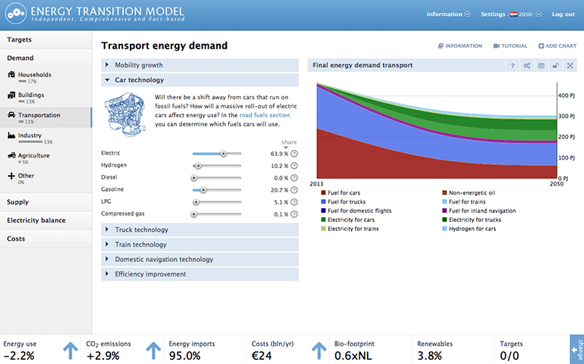 ENERGY TRANSITION MODEL
Independent, Comprehensive and Fact-based
Information
Settings
2050
Log out
Targets
Demand
Households
17%
Buildings
13%
Transportation
11%
Industry
53%
Agriculture
5%
Other
0%
Supply
Electricity balance
Costs
Transport energy demand
INFORMATION
TUTORIAL
ADD CHART
Mobility growth
Car technology
Will there be a shift away from cars that run on
fossil fuels? How will a massive roll-out of electric
cars affect energy use? In the road fuels section
you can determine which fuels cars will use.
share
Electric 63.9 % ?
Hydrogen 10.2 % ?
Diesel 0.0 % ?
Gasoline 20.7 % ?
LPG 5.1 % ?
Compressed gas 0.1 % ?
Truck technology
Train technology
Domestic navigation technology
Efficiency improvement
Final energy demand transport
?
400 PJ
300 PJ
200 PJ
100 PJ
0 PJ
2013
2050
Fuel for cars
Fuel for trucks
Fuel for domestic flights
Electricity for cars
Electricity for trains
Non-energetic oil
Fuel for trains
Fuel for inland navigation
Electricity for trucks
Hydrogen for cars
Energy use
-2.2%
CO2 emissions
+2.9%
Energy imports
95.0%
Costs (bln/yr)
€24
Bio-footprint
0.6xNL
Renewables
3.8%
Targets
0/0